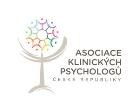 ASOCIACE
KLINICKÝCH
PSYCHOLOGŮ
ČESKÉ REPUBLIKY